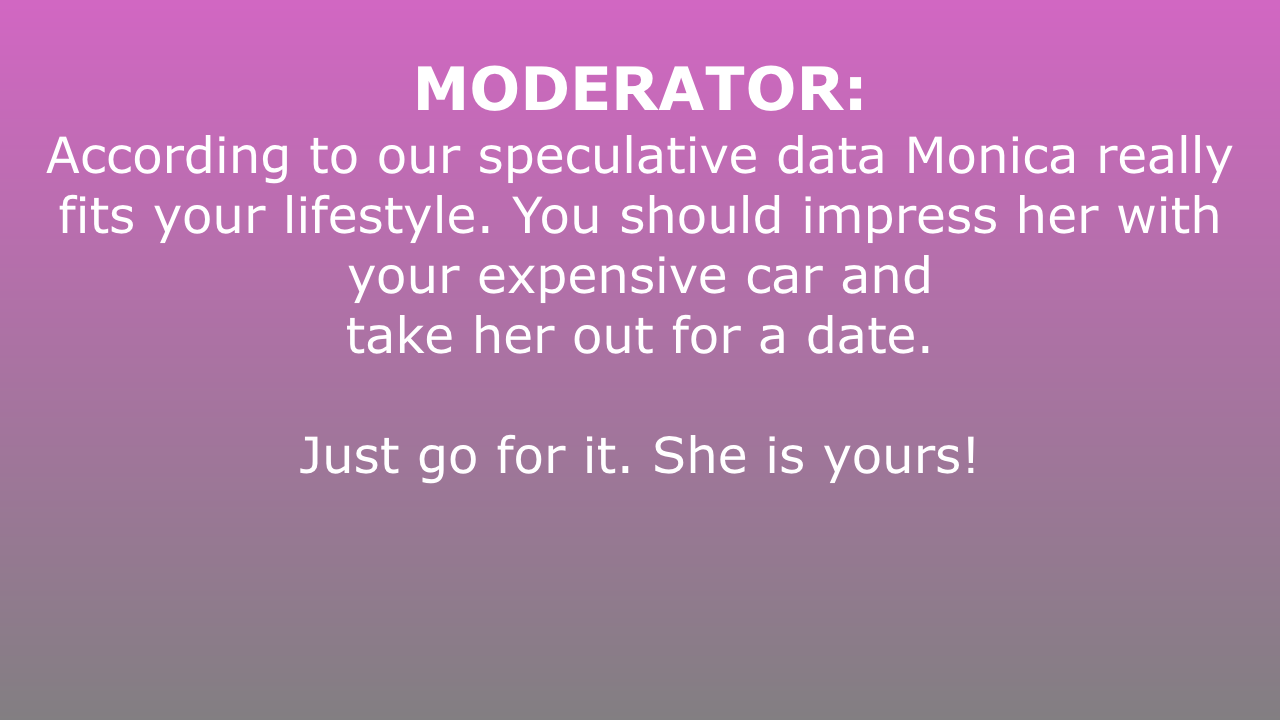 MODERATOR:
According to our speculative data Monica really
fits your lifestyle. You should impress her with
your expensive car and
take her out for a date.
Just go for it. She is yours!